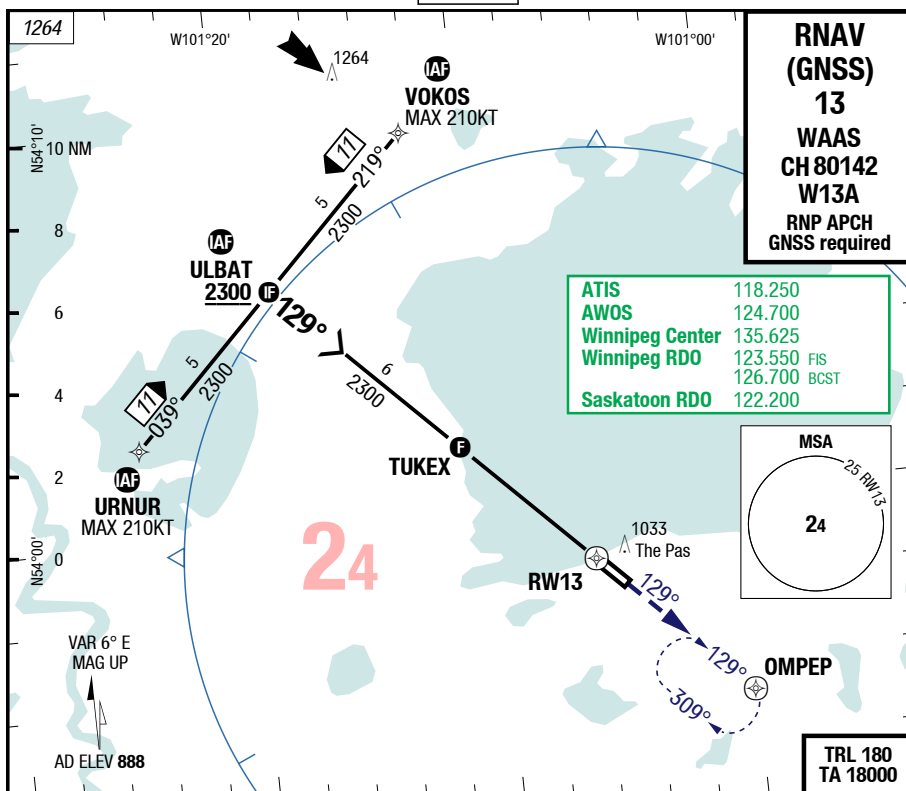 1264
W101°20'
W101°00'
1264
IAF
VOKOS
MAX 210KT
RNAV
(GNSS)
13
WAAS
CH 80142
W13A
RNP APCH
GNSS required
N54°10'
10 NM
11
219°
5
2300
8
IAF
ULBAT
2300
IF
129°
6
6
2300
ATIS 118.250
AWOS 124.700
Winnipeg Center 135.625
Winnipeg RDO 123.550 FIS
126.700 BCST
Saskatoon RDO 122.200
5
2300
4
11
039°
F
TUKEX
MSA
25 RW13
24
2
IAF
URNUR
MAX 210KT
1033
The Pas
24
N54°00'
0
RW13
129°
129°
OMPEP
309°
VAR 6° E
MAG UP
AD ELEV 888
TRL 180
TA 18000